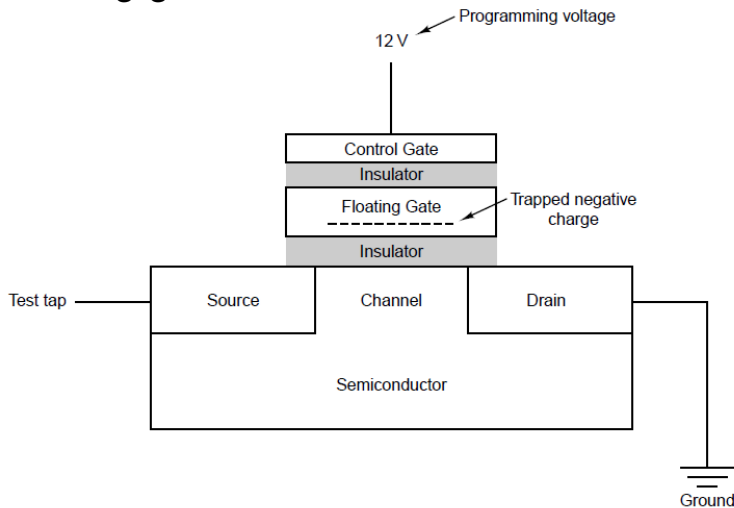 Programming voltage
12 V
Control Gate
Insulator
Floating Gate
Trapped negative
charge
Insulator
Test tap
Source
Channel
Drain
Semiconductor
Ground